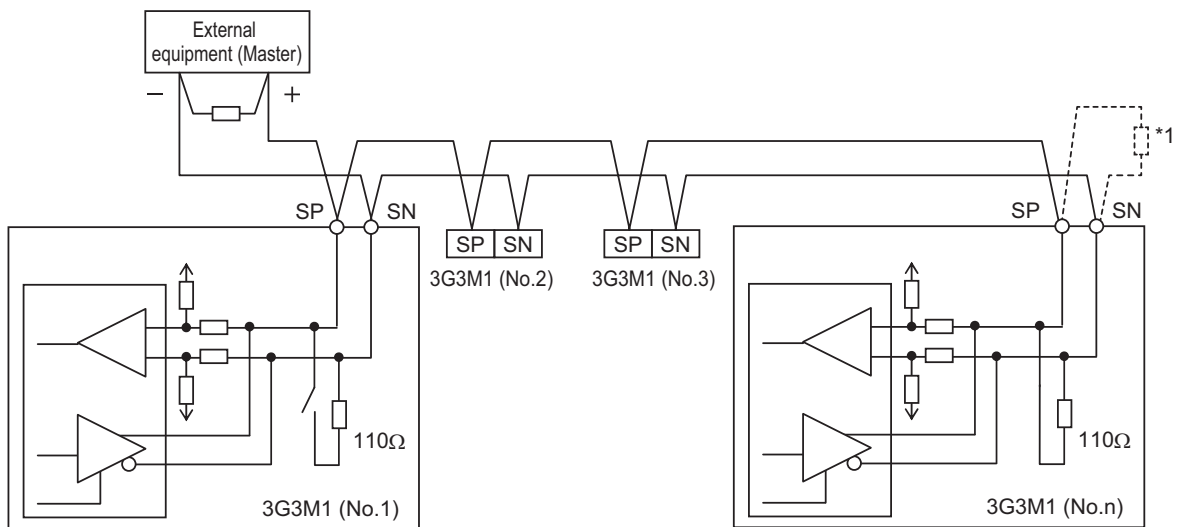 External
equipment (Master)
− +
*1
SP SN
SP SN
SP SN
SP SN
3G3M1 (No.2) 3G3M1 (No.3)
110Ω
110Ω
3G3M1 (No.1)
3G3M1 (No.n)